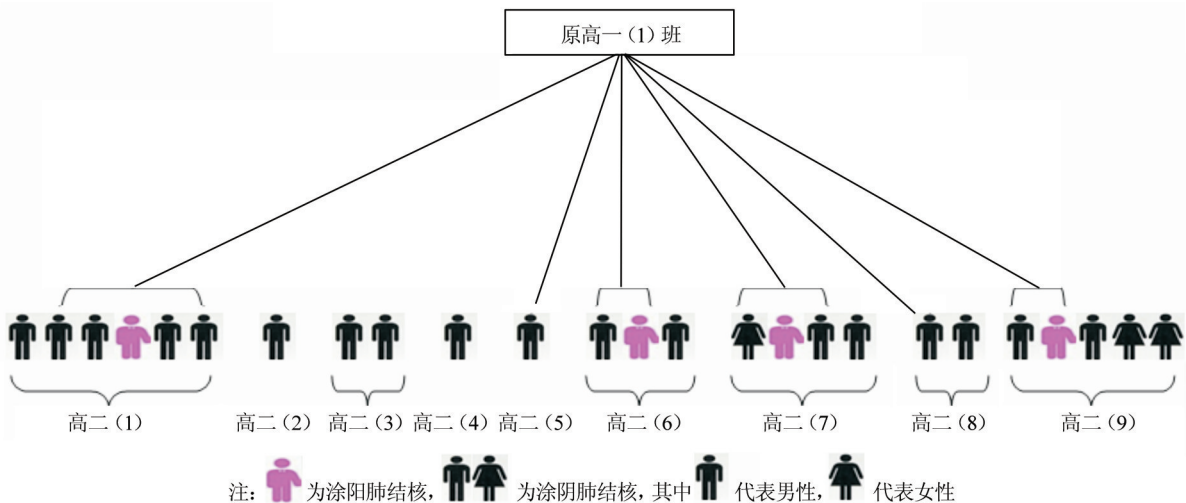 原高一（1）班
高二（1） 高二（2） 高二（3） 高二（4） 高二（5） 高二（6） 高二（7） 高二（8） 高二（9）
注： 为涂阳肺结核， 为涂阴肺结核，其中 代表男性， 代表女性